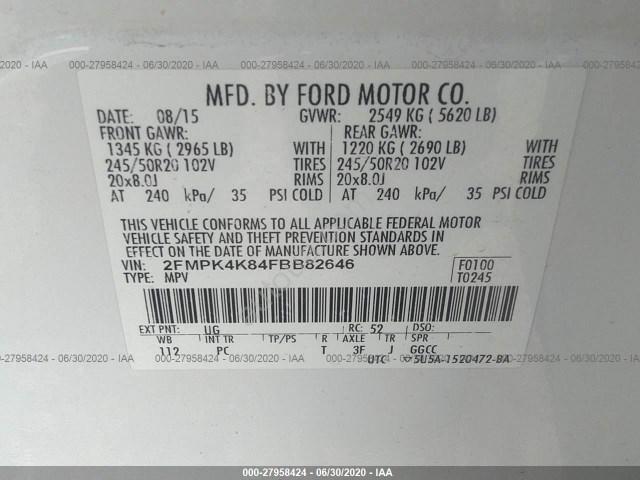 000-27958424 - 06/30/2020 - IAA
MFD. BY FORD MOTOR CO.
DATE: 08/15 GVWR: 2549 KG ( 5620 LB)
FRONT GAWR: REAR GAWR:
1345 KG ( 2965 LB) WITH 1220 KG ( 2690 LB) WITH
245/50R20 102V TIRES 245/50R20 102V TIRES
20x8.0J RIMS 20x8.0J RIMS
AT 240 kPa/ 35 PSI COLD AT 240 kPa/ 35 PSI COLD
THIS VEHICLE CONFORMS TO ALL APPLICABLE FEDERAL MOTOR
VEHICLE SAFETY AND THEFT PREVENTION STANDARDS IN
EFFECT ON THE DATE OF MANUFACTURE SHOWN ABOVE.
VIN: 2FMPK4K84FBB82646 F0100
TYPE: MPV T0245
EXT PNT: UG RC: 52 DSO:
WB INT TR TP/PS R AXLE TR SPR
112 PC T 3F J GGCC
UTC 5U5A-1520472-BA
000-27958424 - 06/30/2020 - IAA